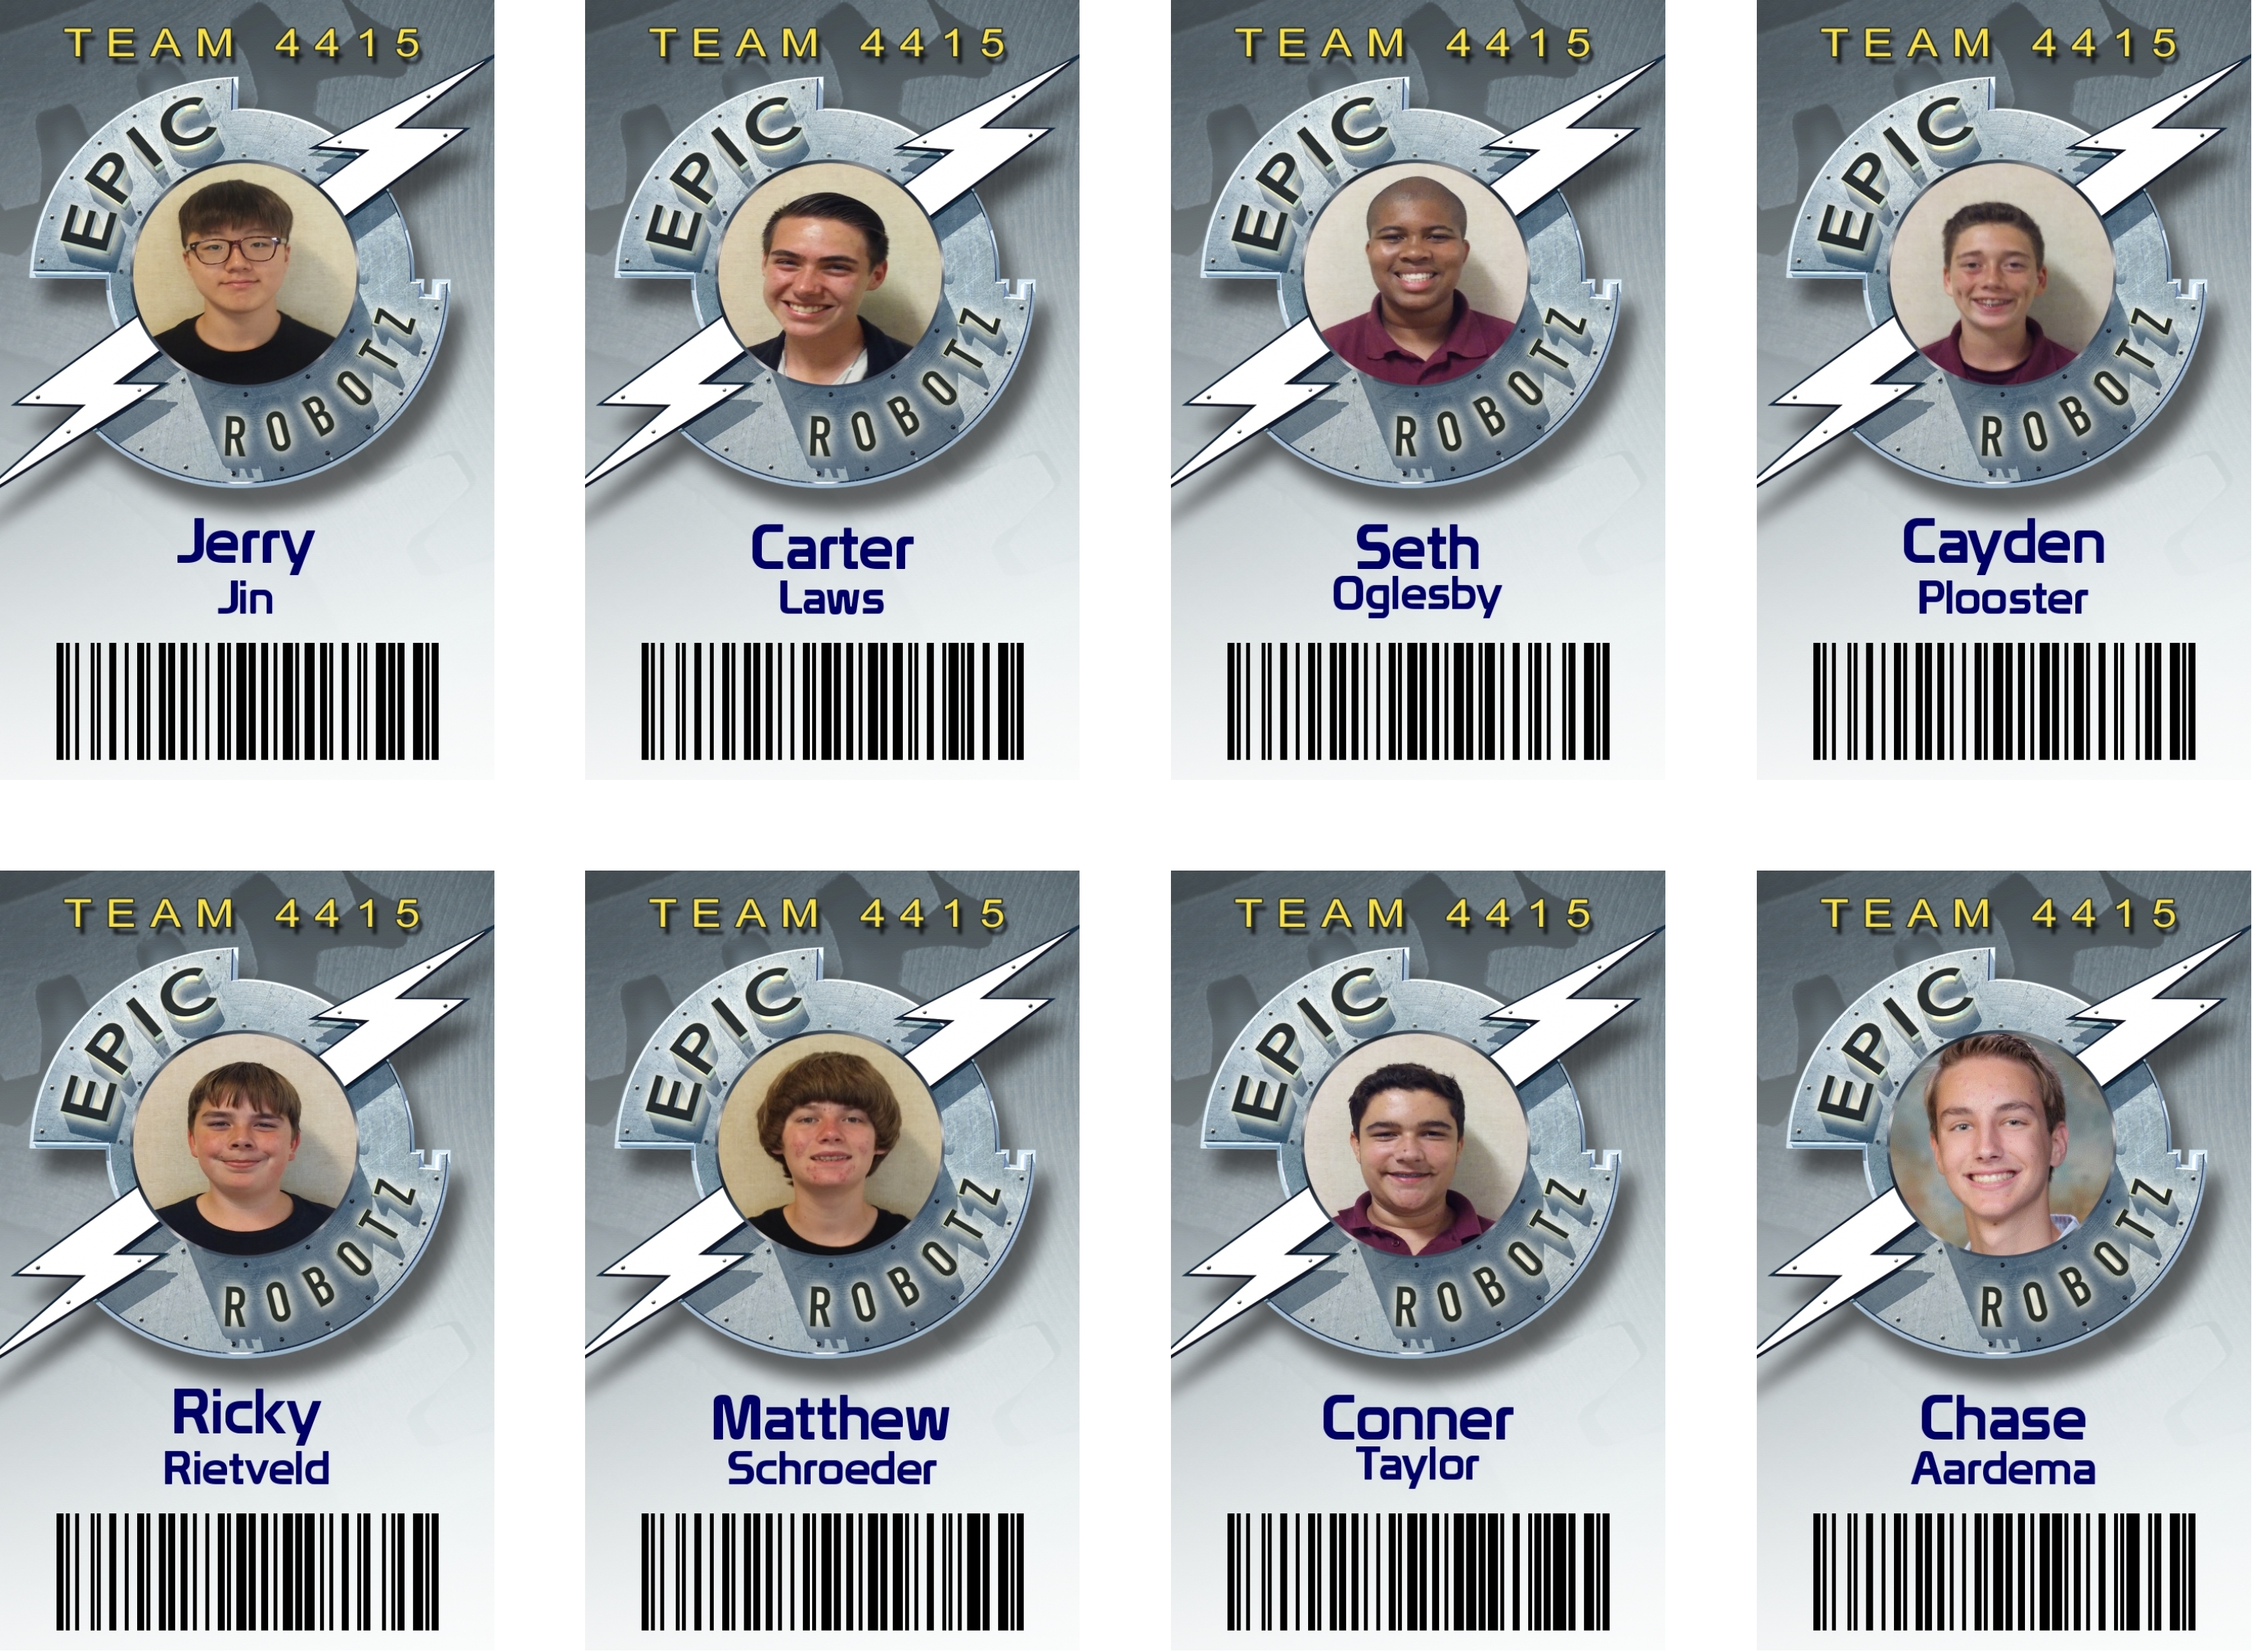 TEAM 4415
EPIC
ROBOTZ
Jerry
Jin
TEAM 4415
EPIC
ROBOTZ
Carter
Laws
TEAM 4415
EPIC
ROBOTZ
Seth
Oglesby
TEAM 4415
EPIC
ROBOTZ
Cayden
Plooster
TEAM 4415
EPIC
ROBOTZ
Ricky
Rietveld
TEAM 4415
EPIC
ROBOTZ
Matthew
Schroeder
TEAM 4415
EPIC
ROBOTZ
Conner
Taylor
TEAM 4415
EPIC
ROBOTZ
Chase
Aardema